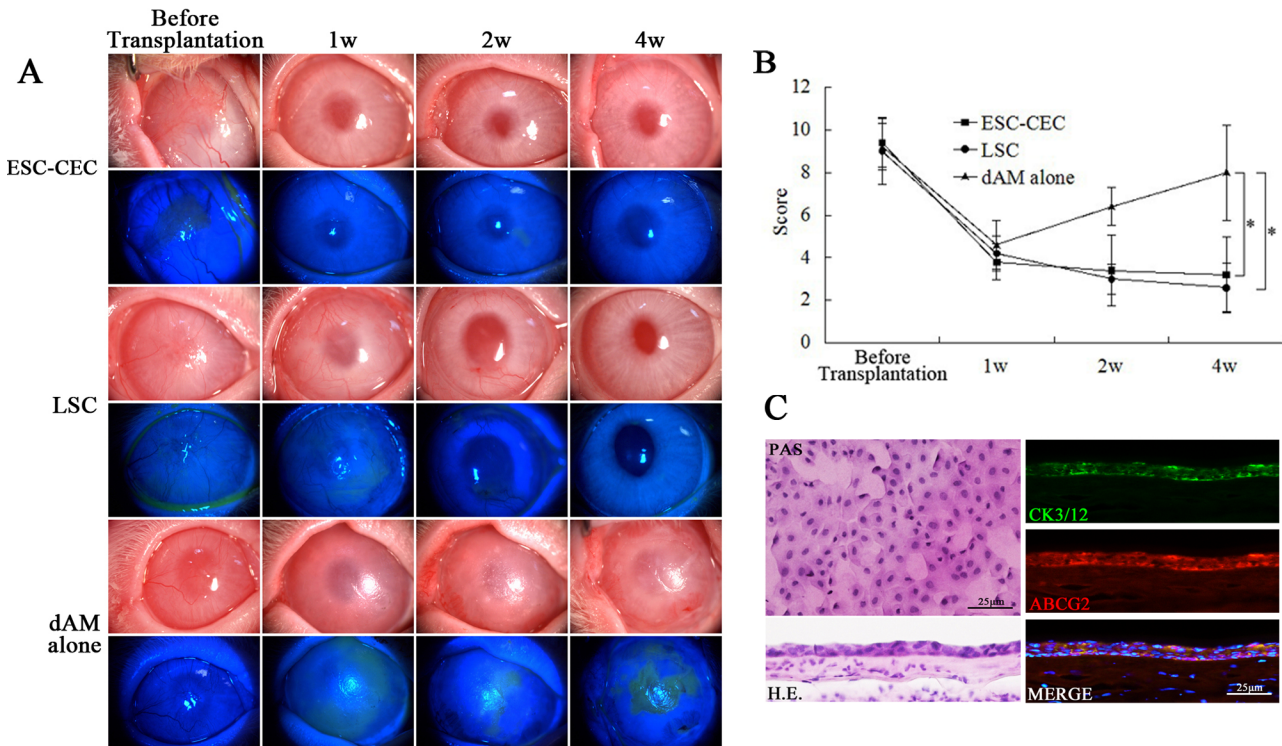 A
Before
Transplantation
1w
2w
4w
ESC-CEC
LSC
dAM
alone
B
Score
12
10
8
6
4
2
0
ESC-CEC
LSC
dAM alone
*
*
Before
Transplantation
1w
2w
4w
C
PAS
25μm
H.E.
CK3/12
ABCG2
MERGE
25μm